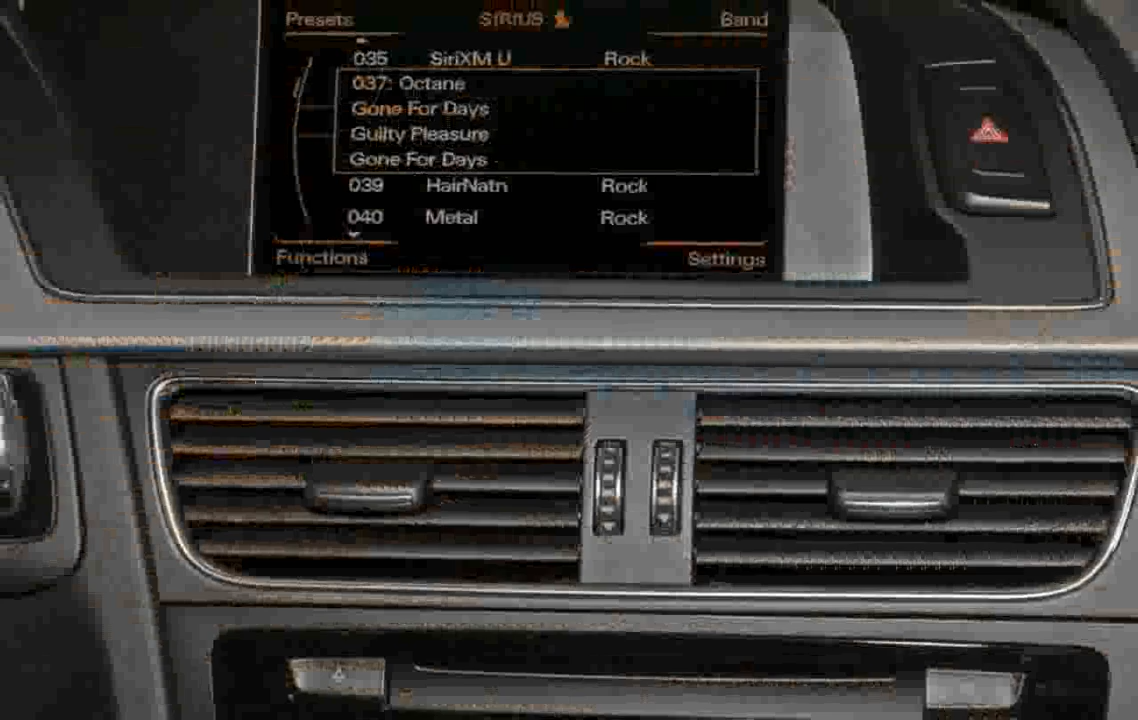 Presets SIRIUS Band
035 SiriXM U Rock
037: Octane
Gone For Days
Guilty Pleasure
Gone For Days
039 HairNatn Rock
040 Metal Rock
Functions Settings